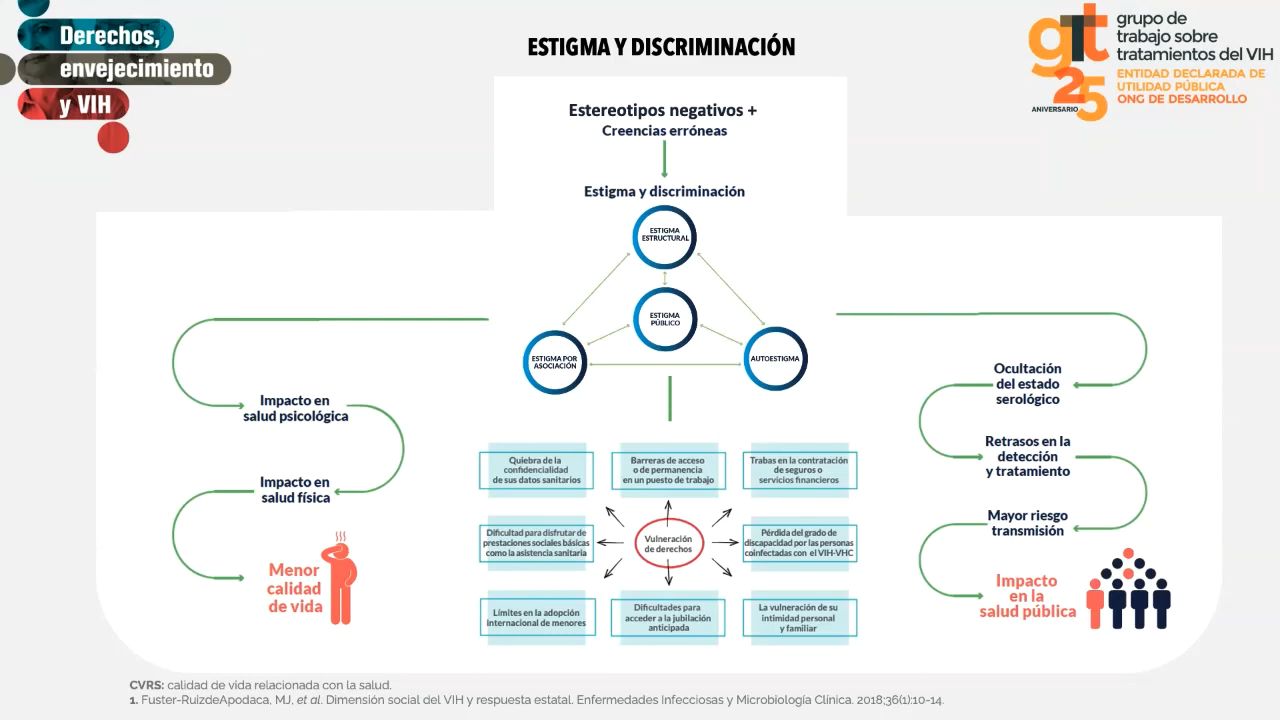 Derechos,
envejecimiento
y VIH
ESTIGMA Y DISCRIMINACIÓN
gtt
25
ANIVERSARIO
grupo de
trabajo sobre
tratamientos del VIH
ENTIDAD DECLARADA DE
UTILIDAD PÚBLICA
ONG DE DESARROLLO
Estereotipos negativos +
Creencias erróneas
Estigma y discriminación
ESTIGMA
ESTRUCTURAL
ESTIGMA
PÚBLICO
ESTIGMA POR
ASOCIACIÓN
AUTOESTIGMA
Impacto en
salud psicológica
Impacto en
salud física
Menor
calidad
de vida
Quiebra de la
confidencialidad
de sus datos sanitarios
Barreras de acceso
o de permanencia
en un puesto de trabajo
Trabas en la contratación
de seguros o
servicios financieros
Dificultad para disfrutar de
prestaciones sociales básicas
como la asistencia sanitaria
Vulneración
de derechos
Pérdida del grado de
discapacidad por las personas
coinfectadas con el VIH-VHC
Límites en la adopción
internacional de menores
Dificultades para
acceder a la jubilación
anticipada
La vulneración de su
intimidad personal
y familiar
Ocultación
del estado
serológico
Retrasos en la
detección
y tratamiento
Mayor riesgo
transmisión
Impacto
en la
salud pública
CVRS: calidad de vida relacionada con la salud.
1. Fuster-RuizdeApodaca, MJ, et al. Dimensión social del VIH y respuesta estatal. Enfermedades Infecciosas y Microbiología Clínica. 2018;36(1):10-14.